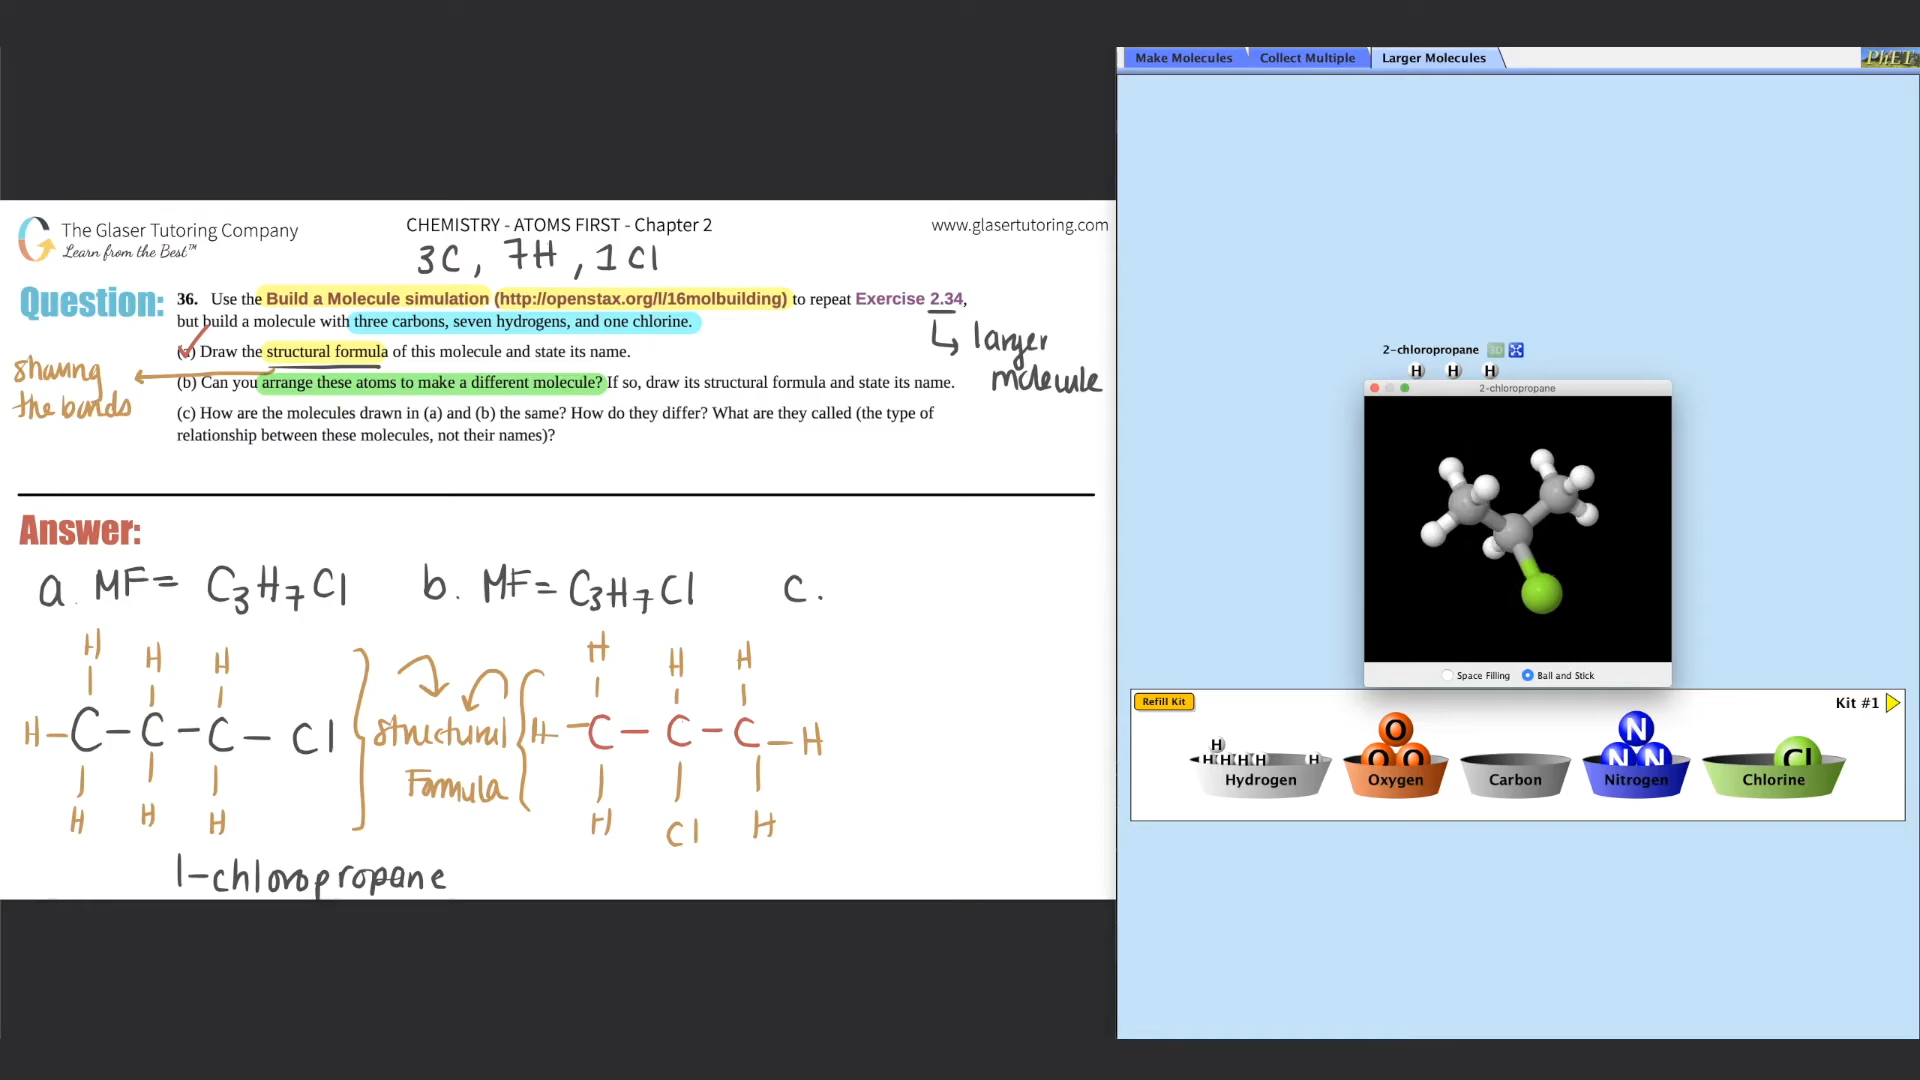 The Glaser Tutoring Company
Learn from the Best™
CHEMISTRY - ATOMS FIRST - Chapter 2
www.glasertutoring.com
3C, 7H, 1Cl
Question:
36. Use the Build a Molecule simulation (http://openstax.org/l/16molbuilding) to repeat Exercise 2.34,
but build a molecule with three carbons, seven hydrogens, and one chlorine.
(a) Draw the structural formula of this molecule and state its name.
(b) Can you arrange these atoms to make a different molecule? If so, draw its structural formula and state its name.
(c) How are the molecules drawn in (a) and (b) the same? How do they differ? What are they called (the type of
relationship between these molecules, not their names)?
larger
molecule
sharing
the bonds
Answer:
a. MF= C3H7Cl
b. MF= C3H7Cl
c.
H H H
H-C-C-C-Cl
H H H
1-chloropropane
structural
Formula
H H H
H-C-C-C-H
H Cl H
Make Molecules
Collect Multiple
Larger Molecules
PhET
2-chloropropane 3D
H H H
2-chloropropane
Space Filling
Ball and Stick
Refill Kit
Kit #1
H
H H H H H
Hydrogen
O
O O
Oxygen
Carbon
N
N N
Nitrogen
Cl
Chlorine